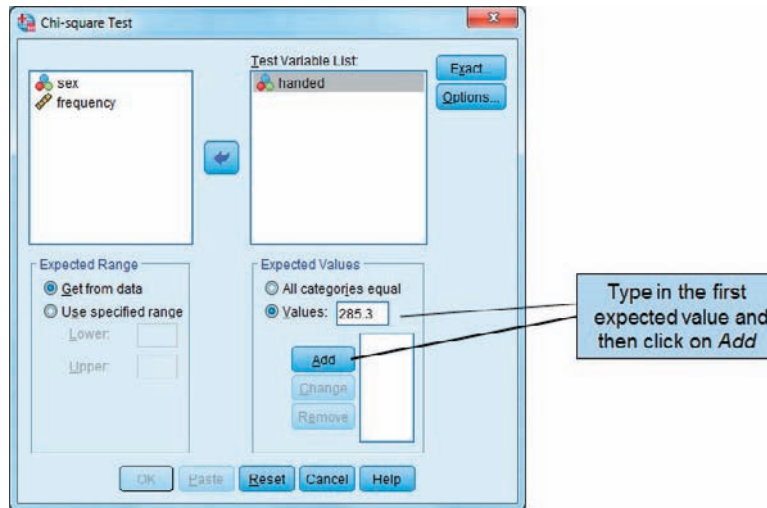 Chi-square Test
Test Variable List:
sex
frequency
handed
Exact...
Options...
Expected Range
Get from data
Use specified range
Lower:
Upper:
Expected Values
All categories equal
Values: 285.3
Add
Change
Remove
OK Paste Reset Cancel Help
Type in the first
expected value and
then click on Add